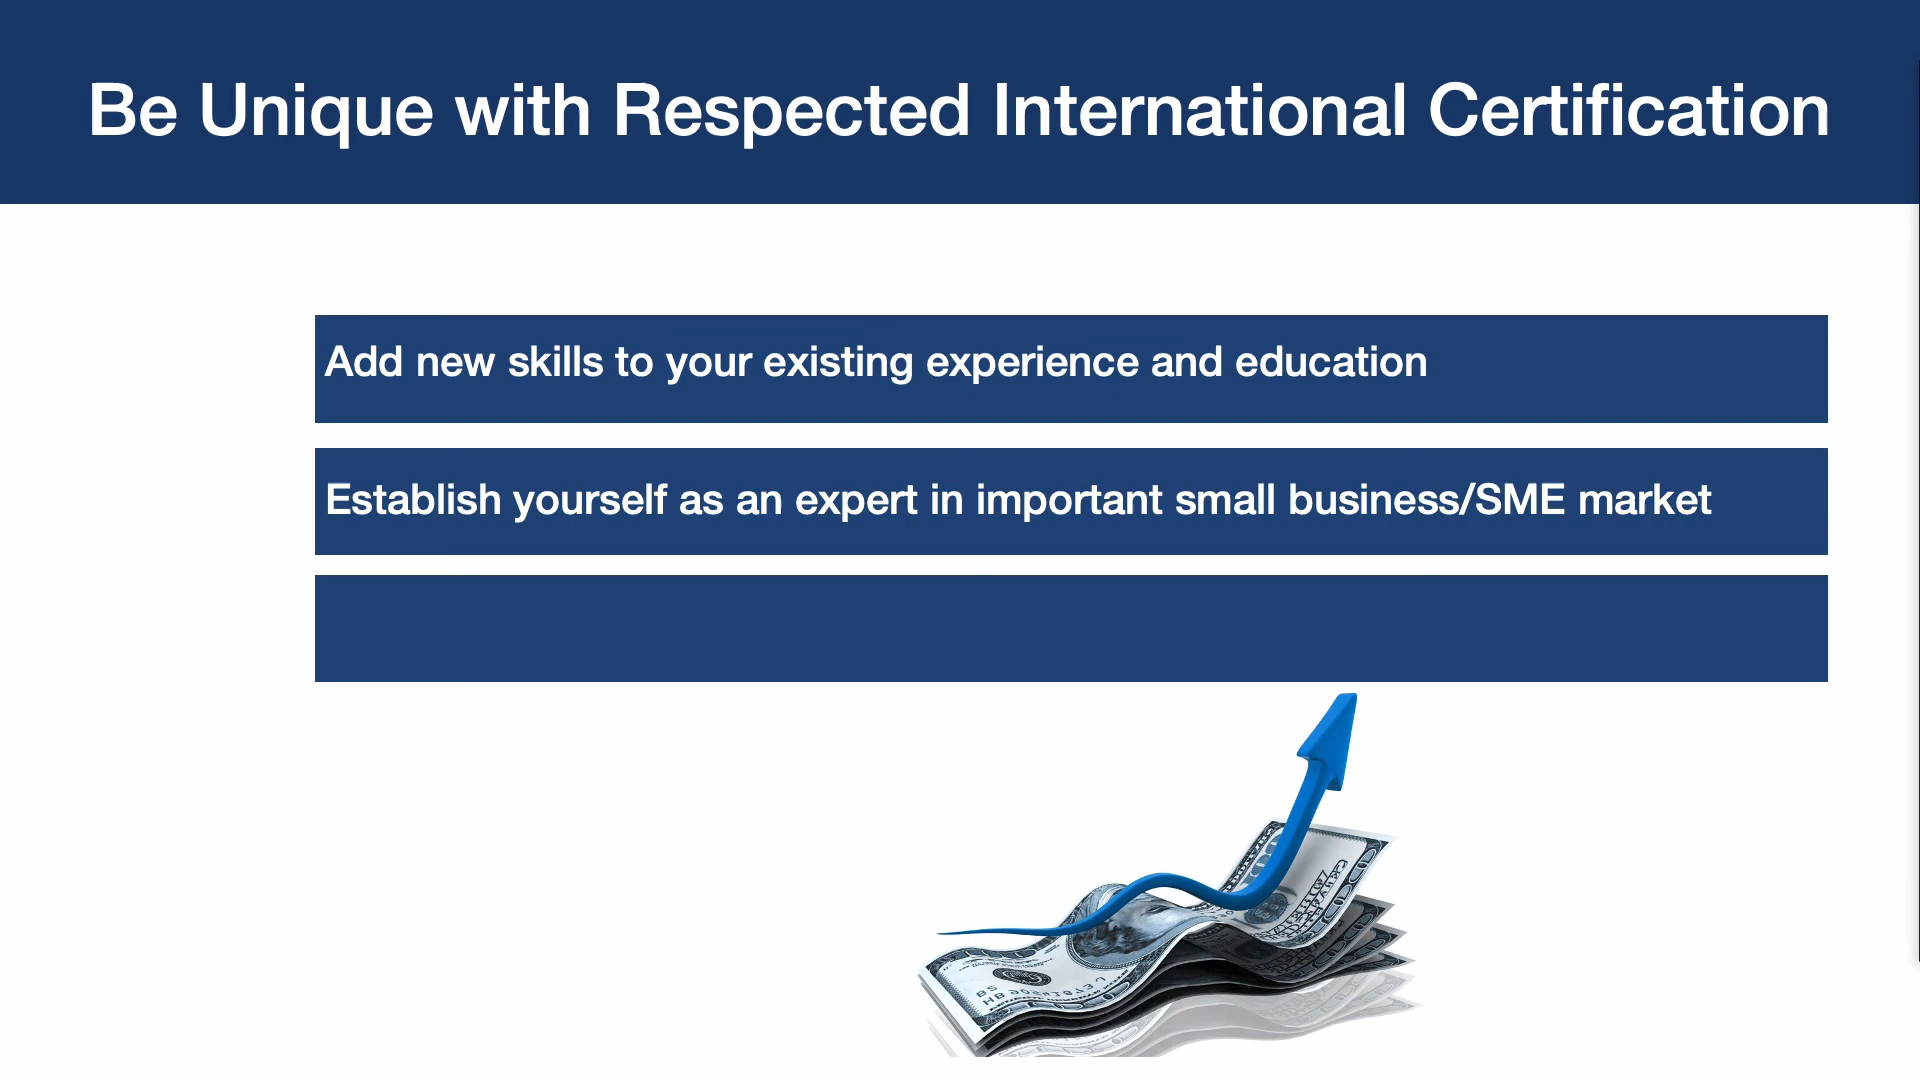 Be Unique with Respected International Certification
Add new skills to your existing experience and education
Establish yourself as an expert in important small business/SME market